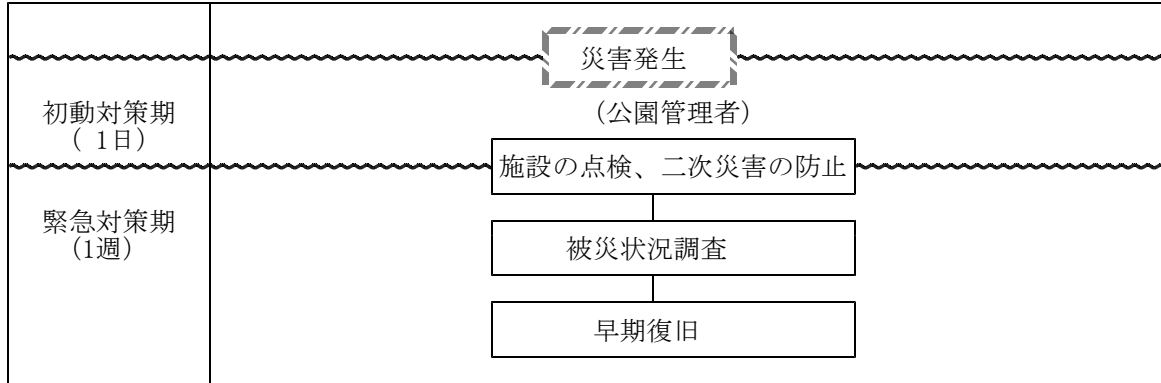 災害発生
初動対策期
( 1日)
(公園管理者)
施設の点検、二次災害の防止
緊急対策期
(1週)
被災状況調査
早期復旧